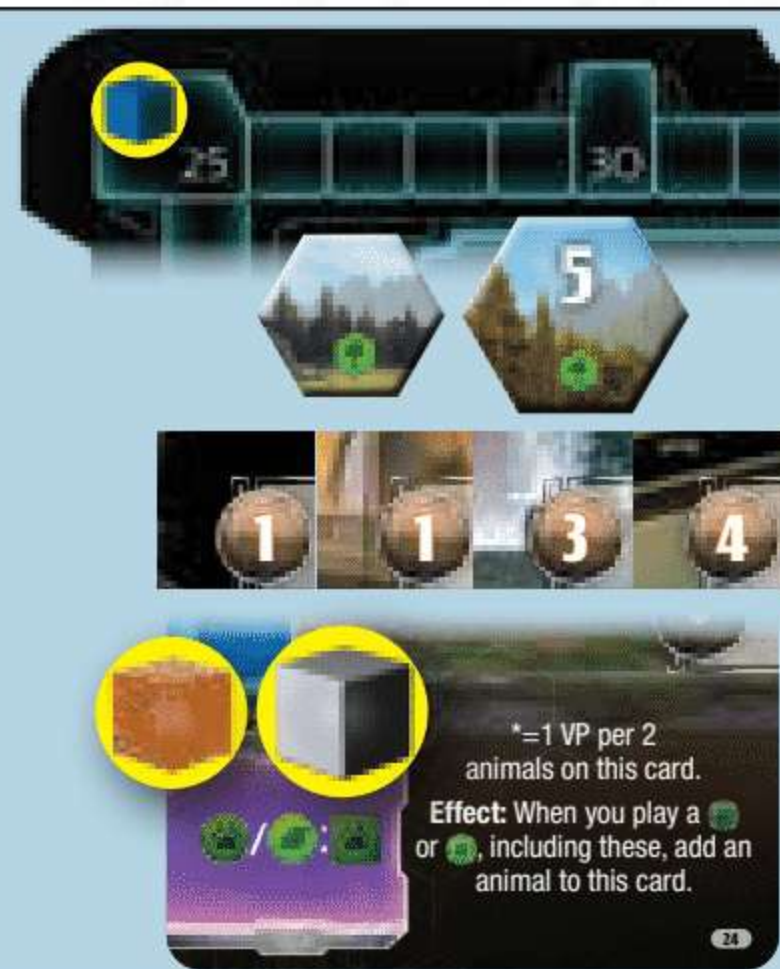 25
30
5
1 1 3 4
*=1 VP per 2
animals on this card.
/ :
Effect: When you play a
or , including these, add an
animal to this card.
24